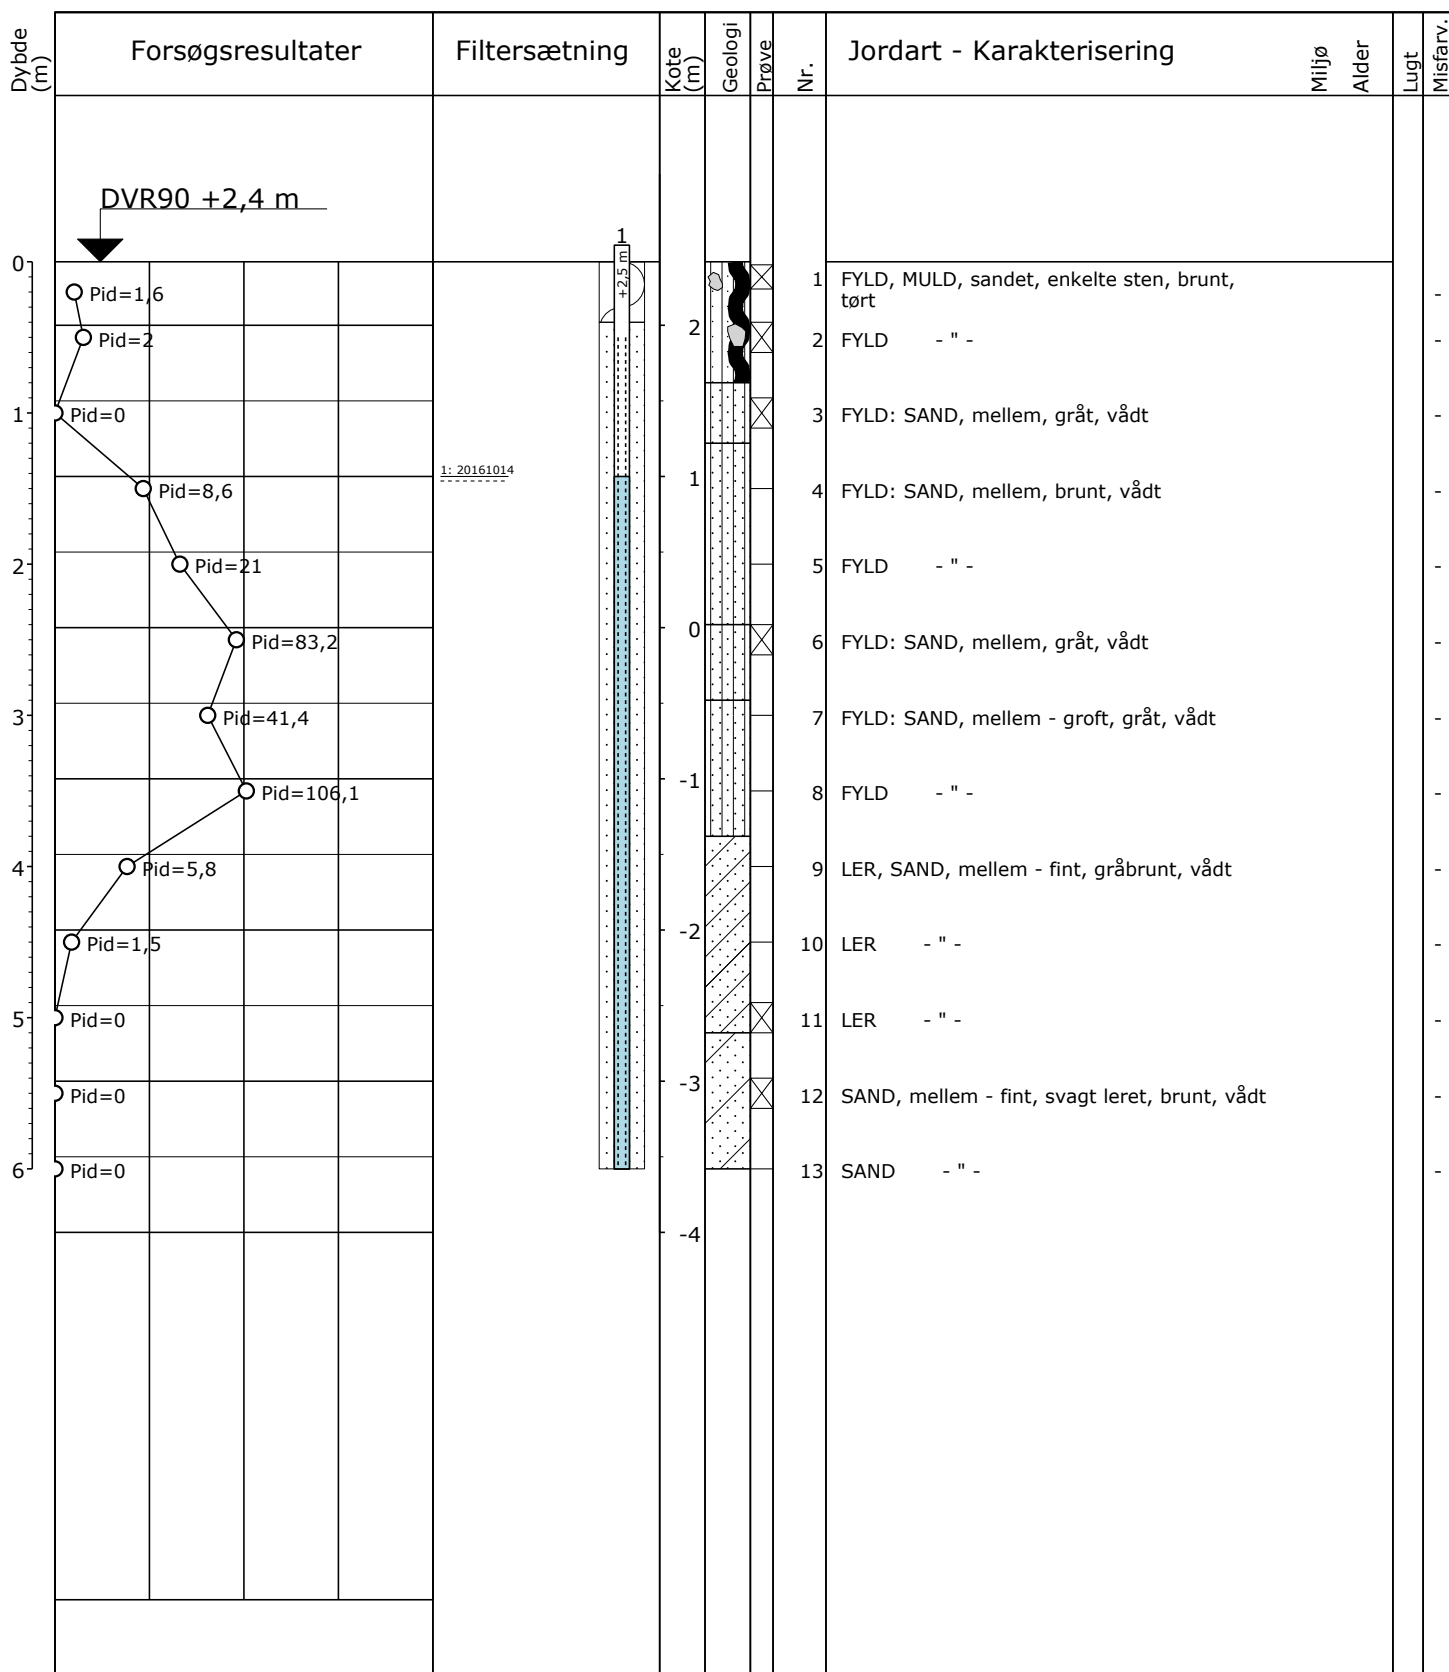 Dybde (m)
Forsøgsresultater
Filtersætning
Kote (m)
Geologi
Prøve
Nr.
Jordart - Karakterisering
Miljø
Alder
Lugt
Misfarv.
DVR90 +2,4 m
1
+2,5 m
0
Pid=1,6
1 FYLD, MULD, sandet, enkelte sten, brunt,
tørt -
2
Pid=2
2 FYLD - " - -
1
Pid=0
3 FYLD: SAND, mellem, gråt, vådt -
1: 20161014
1
Pid=8,6
4 FYLD: SAND, mellem, brunt, vådt -
2
Pid=21
5 FYLD - " - -
0
Pid=83,2
6 FYLD: SAND, mellem, gråt, vådt -
3
Pid=41,4
7 FYLD: SAND, mellem - groft, gråt, vådt -
-1
Pid=106,1
8 FYLD - " - -
4
Pid=5,8
9 LER, SAND, mellem - fint, gråbrunt, vådt -
-2
Pid=1,5
10 LER - " - -
5
Pid=0
11 LER - " - -
-3
Pid=0
12 SAND, mellem - fint, svagt leret, brunt, vådt -
6
Pid=0
13 SAND - " - -
-4